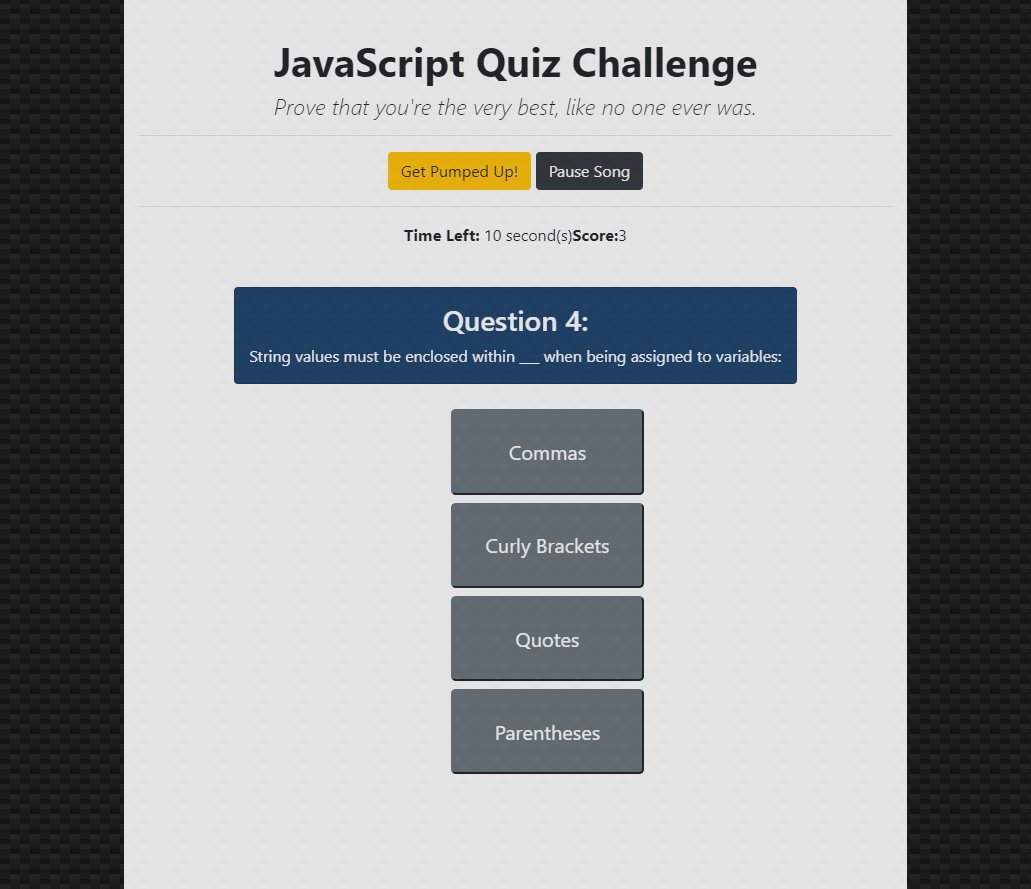 JavaScript Quiz Challenge
Prove that you're the very best, like no one ever was.
Get Pumped Up! Pause Song
Time Left: 10 second(s)Score:3
Question 4:
String values must be enclosed within ___ when being assigned to variables:
Commas
Curly Brackets
Quotes
Parentheses